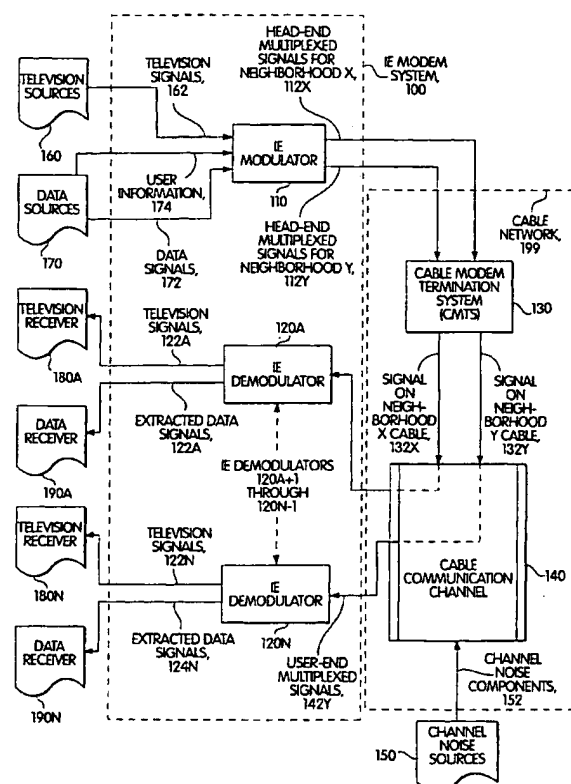 TELEVISION
SOURCES
160
TELEVISION
SIGNALS,
162
HEAD-END
MULTIPLEXED
SIGNALS FOR
NEIGHBORHOOD X,
112X
IE MODEM
SYSTEM,
100
IE
MODULATOR
110
DATA
SOURCES
170
USER
INFORMATION,
174
DATA
SIGNALS,
172
HEAD-END
MULTIPLEXED
SIGNALS FOR
NEIGHBORHOOD Y,
112Y
CABLE
NETWORK,
199
CABLE MODEM
TERMINATION
SYSTEM
(CMTS)
130
TELEVISION
RECEIVER
180A
TELEVISION
SIGNALS,
122A
120A
IE
DEMODULATOR
SIGNAL
ON
NEIGH-
BORHOOD
X CABLE,
132X
SIGNAL
ON
NEIGH-
BORHOOD
Y CABLE,
132Y
DATA
RECEIVER
190A
EXTRACTED DATA
SIGNALS,
122A
IE DEMODULATORS
120A+1
THROUGH
120N-1
TELEVISION
RECEIVER
180N
TELEVISION
SIGNALS,
122N
IE
DEMODULATOR
120N
CABLE
COMMUNICATION
CHANNEL
140
DATA
RECEIVER
190N
EXTRACTED DATA
SIGNALS,
124N
USER-END
MULTIPLEXED
SIGNALS,
142Y
CHANNEL
NOISE
COMPONENTS,
152
150
CHANNEL
NOISE
SOURCES